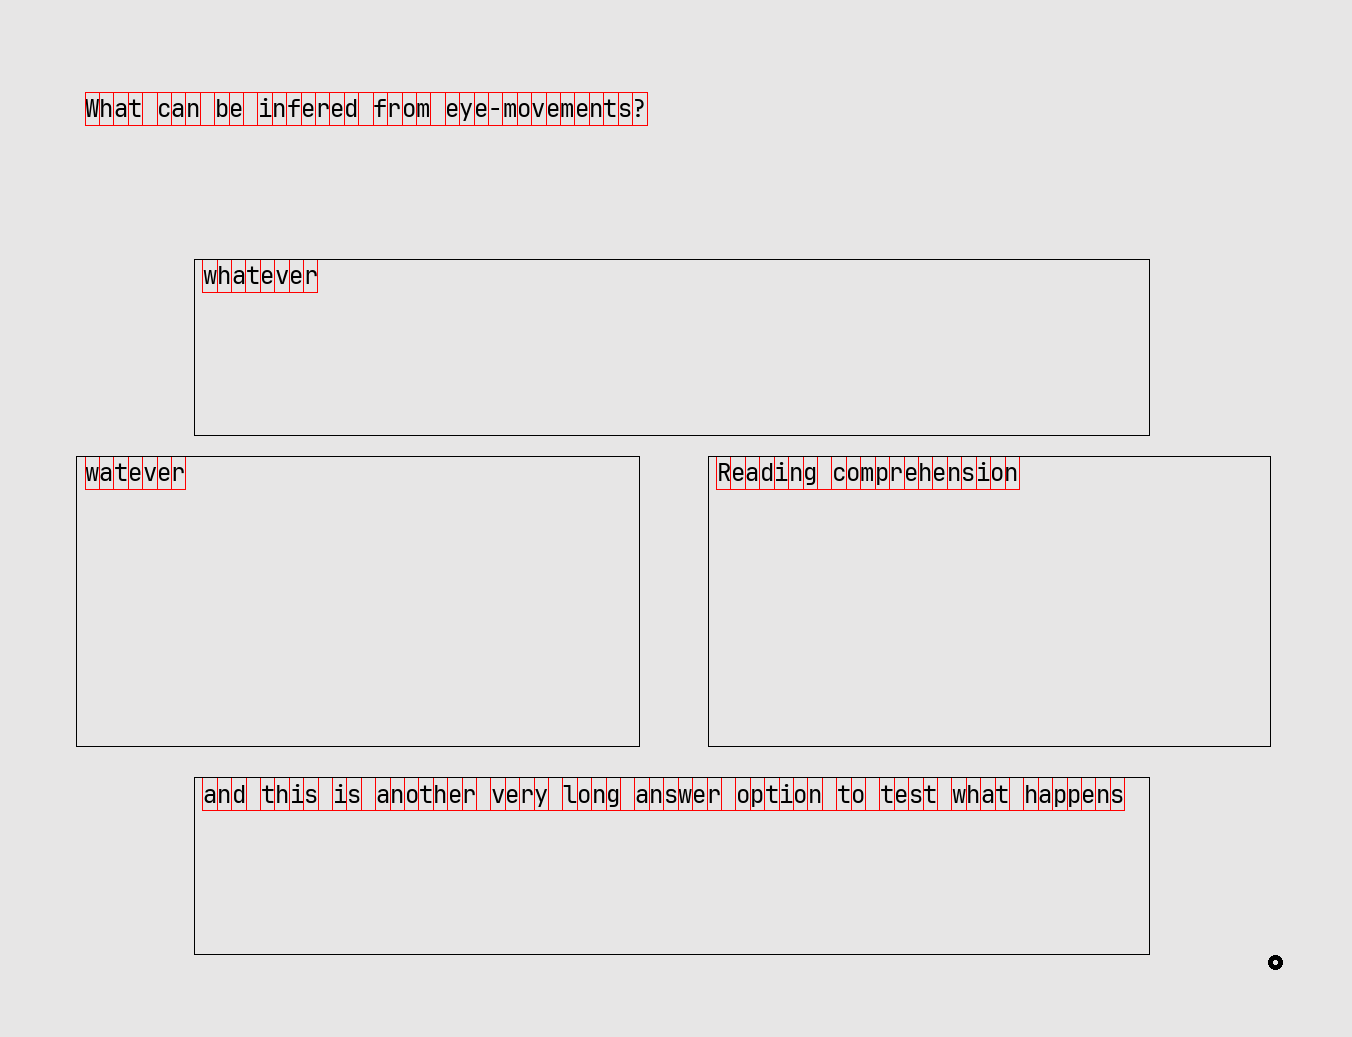 What can be infered from eye-movements?
whatever
watever
Reading comprehension
and this is another very long answer option to test what happens